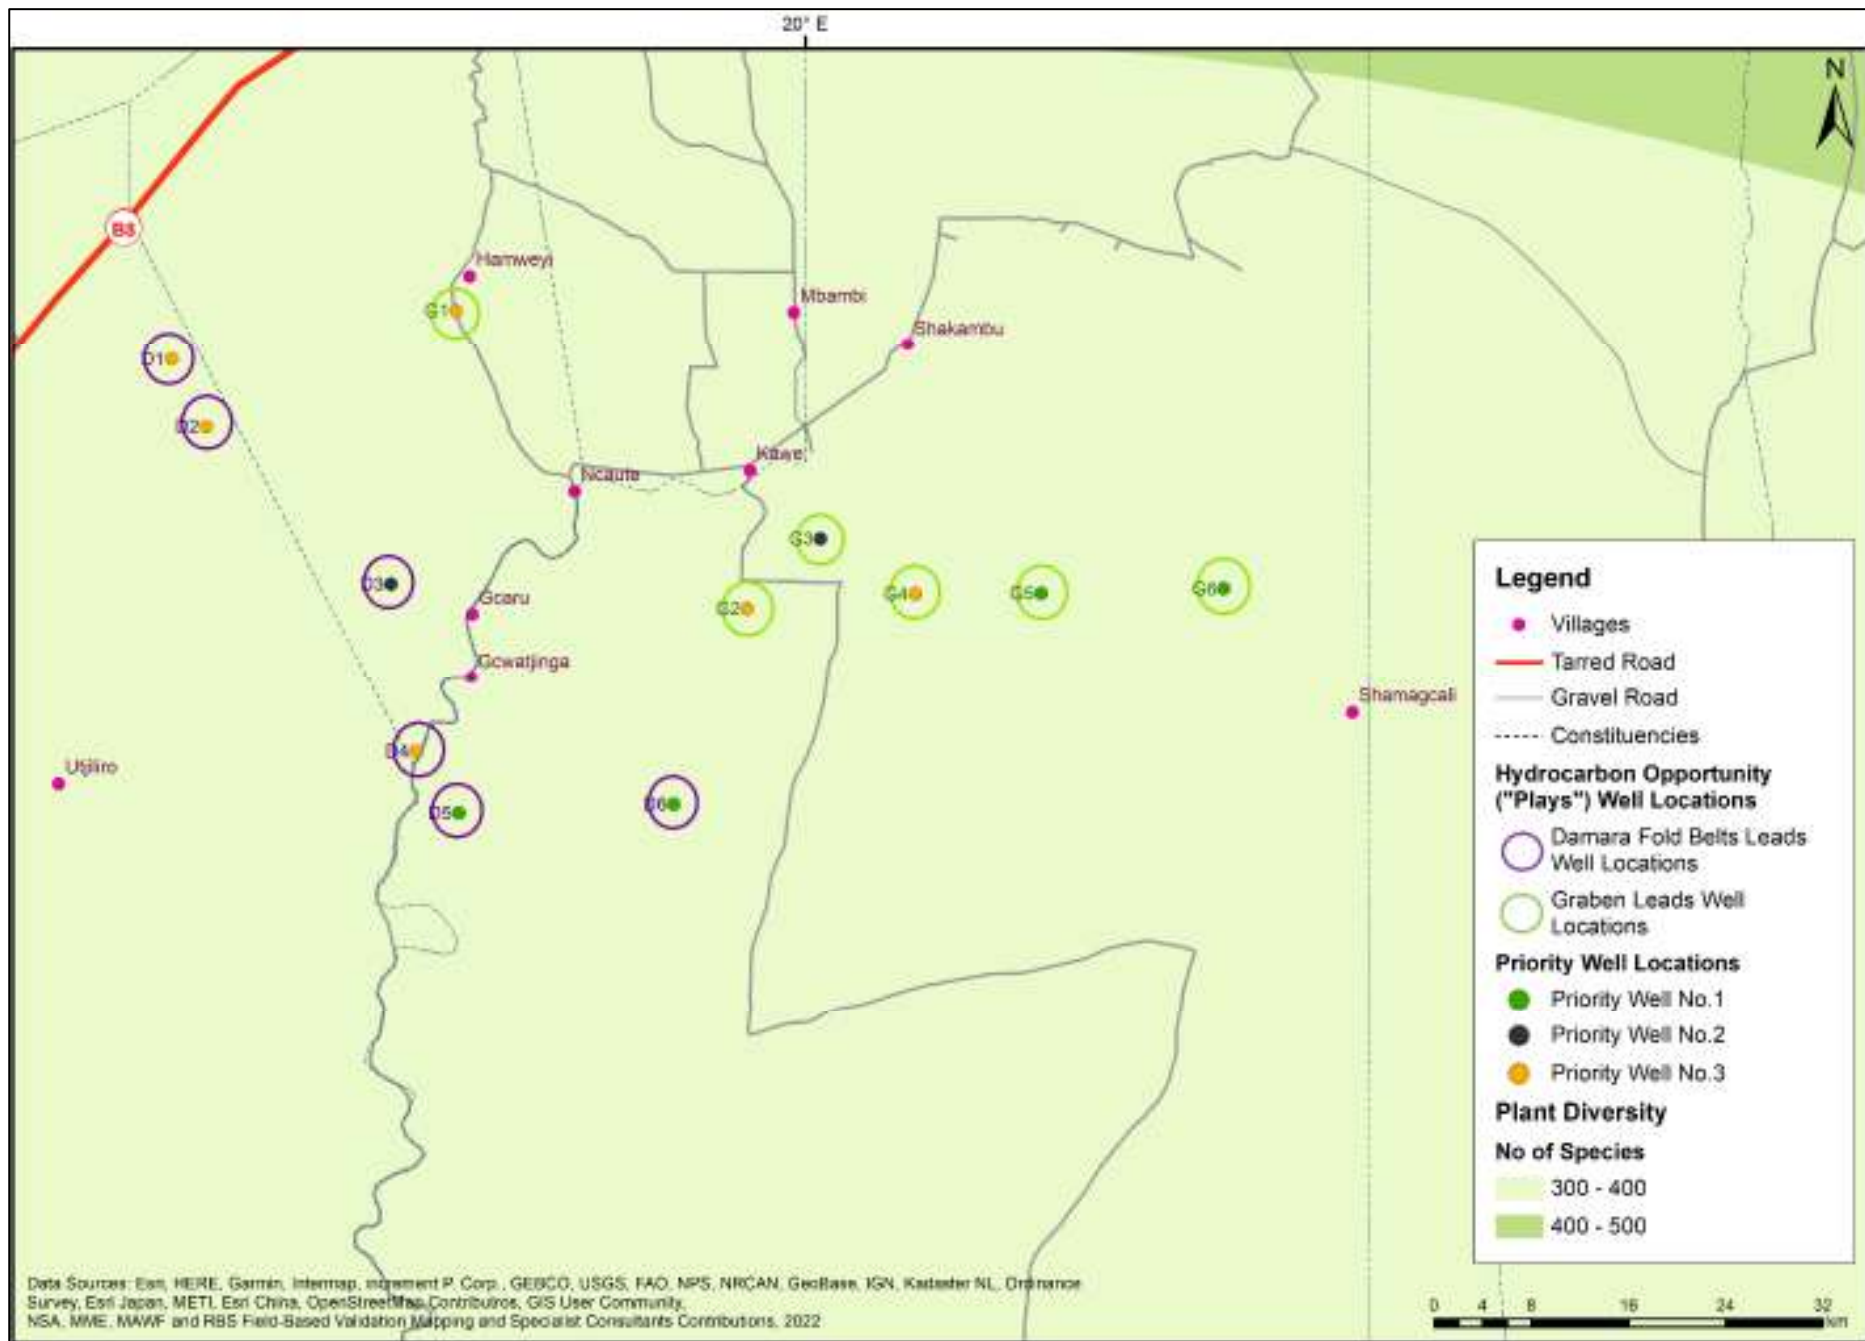 20° E
N
B8
Hamweyi
G1
Mbambi
Shakambu
D1
D2
Ncaute
Kawe
G3
D3
Gcaru
G2
G4
G5
G6
Gcwatjinga
Shamagcali
D4
Utjiliro
D5
D6
Legend
Villages
Tarred Road
Gravel Road
Constituencies
Hydrocarbon Opportunity
("Plays") Well Locations
Damara Fold Belts Leads
Well Locations
Graben Leads Well
Locations
Priority Well Locations
Priority Well No.1
Priority Well No.2
Priority Well No.3
Plant Diversity
No of Species
300 - 400
400 - 500
Data Sources: Esri, HERE, Garmin, Intermap, increment P Corp., GEBCO, USGS, FAO, NPS, NRCAN, GeoBase, IGN, Kadaster NL, Ordinance
Survey, Esri Japan, METI, Esri China, OpenStreetMap Contributros, GIS User Community,
NSA, MME, MAWF and RBS Field-Based Validation Mapping and Specialist Consultants Contributions, 2022
0 4 8 16 24 32
km